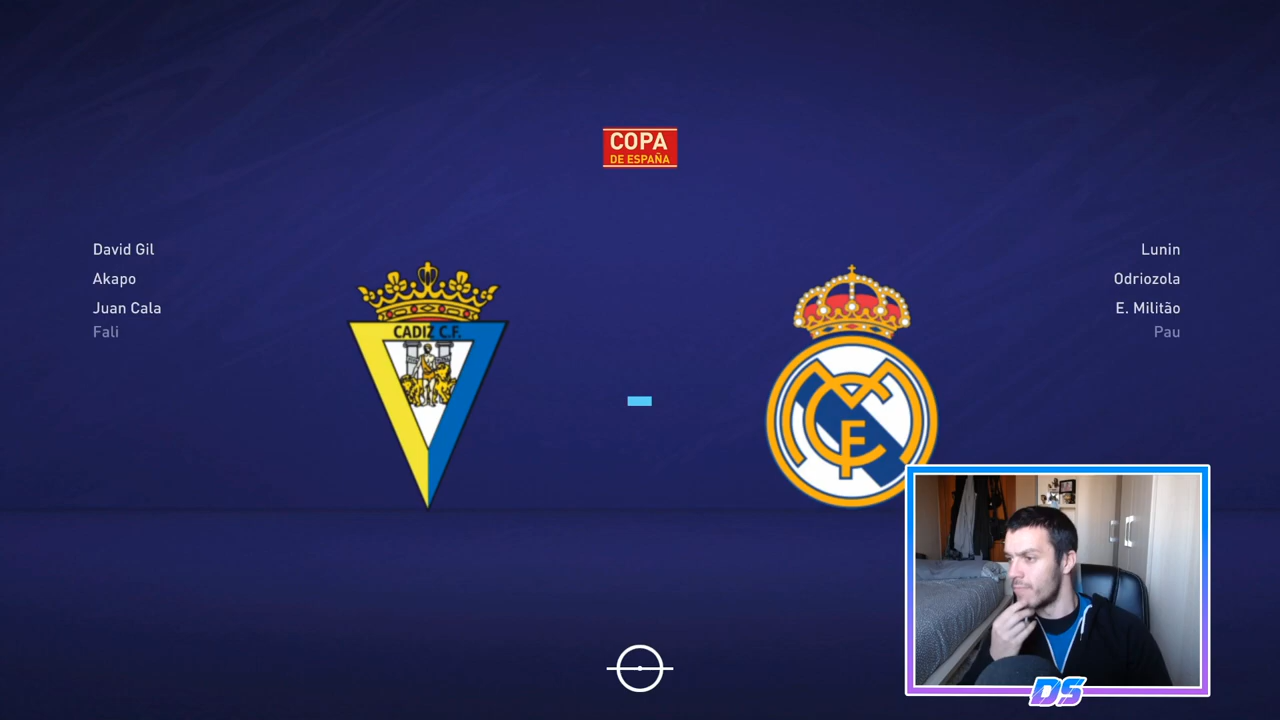 COPA
DE ESPAÑA
David Gil
Akapo
Juan Cala
Fali
Lunin
Odriozola
E. Militão
Pau
CADIZ C.F.
-
DS